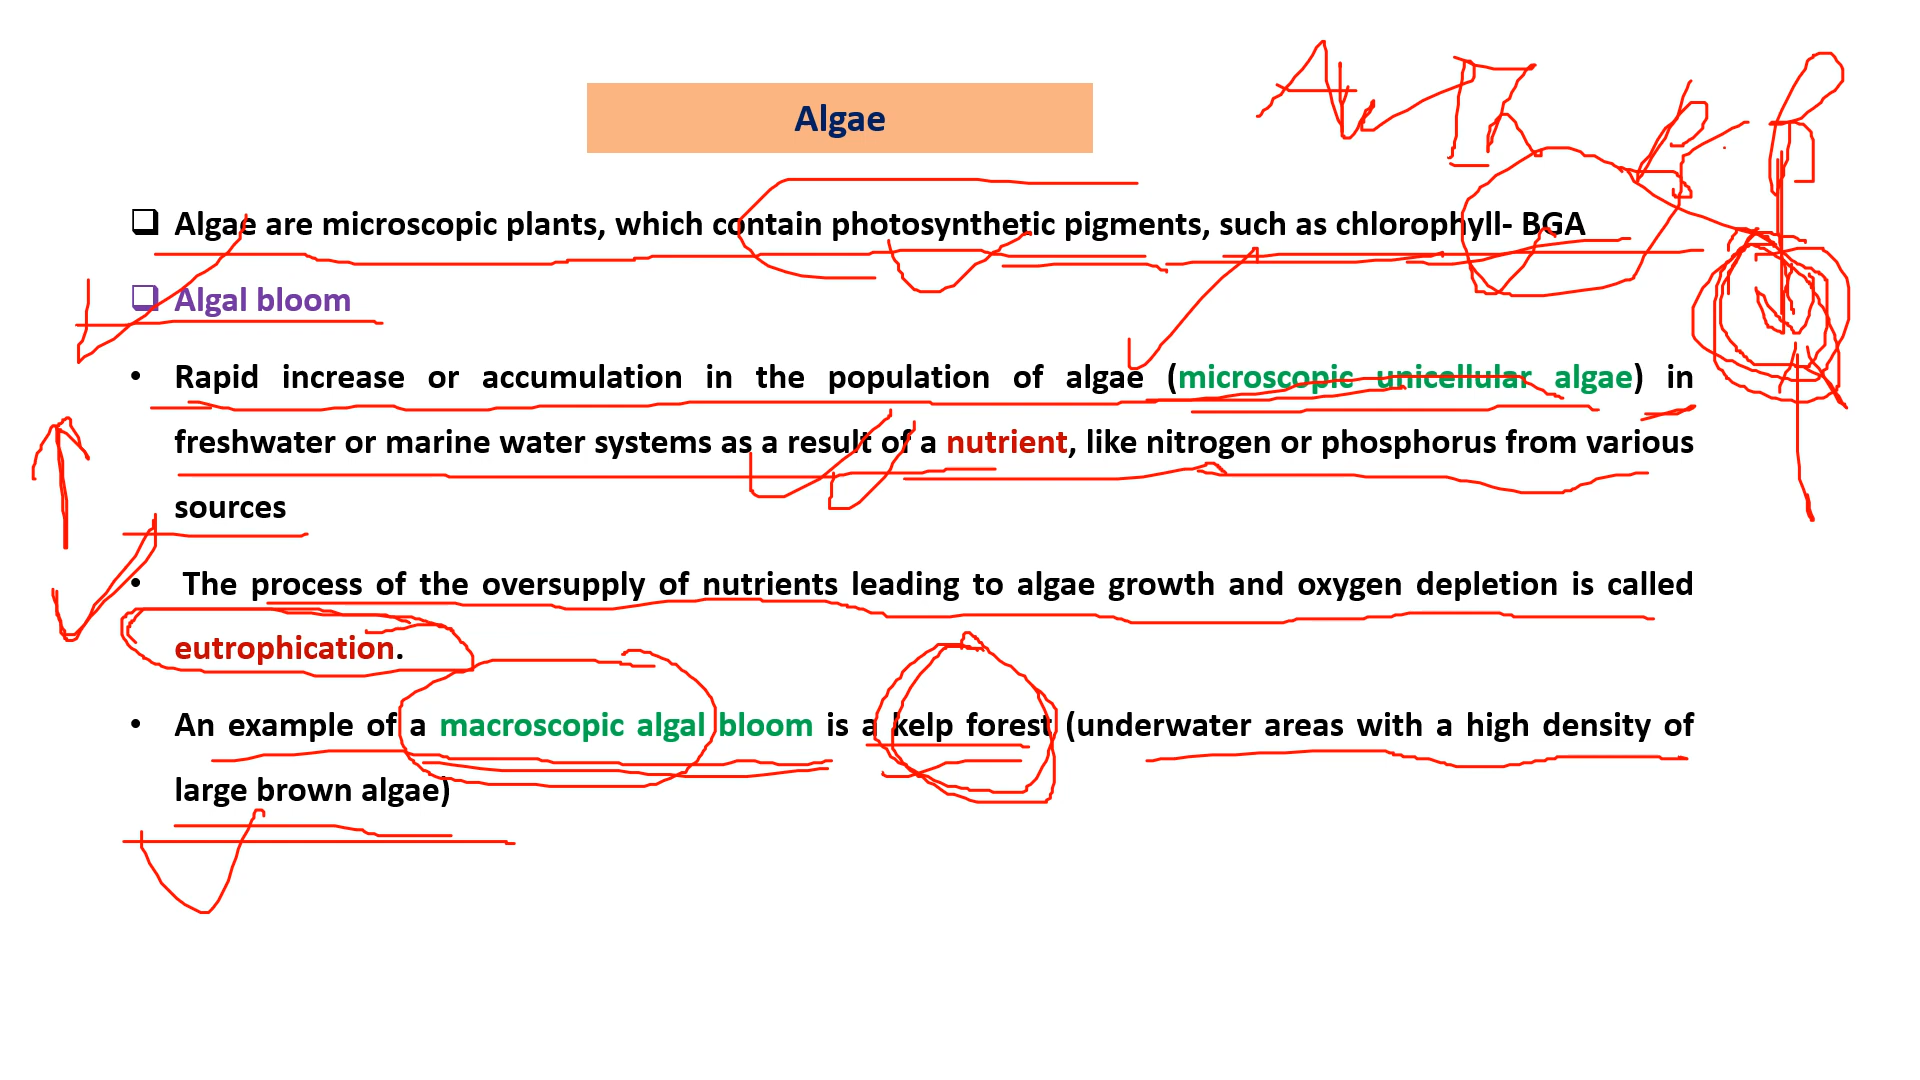 Algae
Algae are microscopic plants, which contain photosynthetic pigments, such as chlorophyll- BGA
Algal bloom
• Rapid increase or accumulation in the population of algae (microscopic unicellular algae) in
freshwater or marine water systems as a result of a nutrient, like nitrogen or phosphorus from various
sources
• The process of the oversupply of nutrients leading to algae growth and oxygen depletion is called
eutrophication.
• An example of a macroscopic algal bloom is a kelp forest (underwater areas with a high density of
large brown algae)